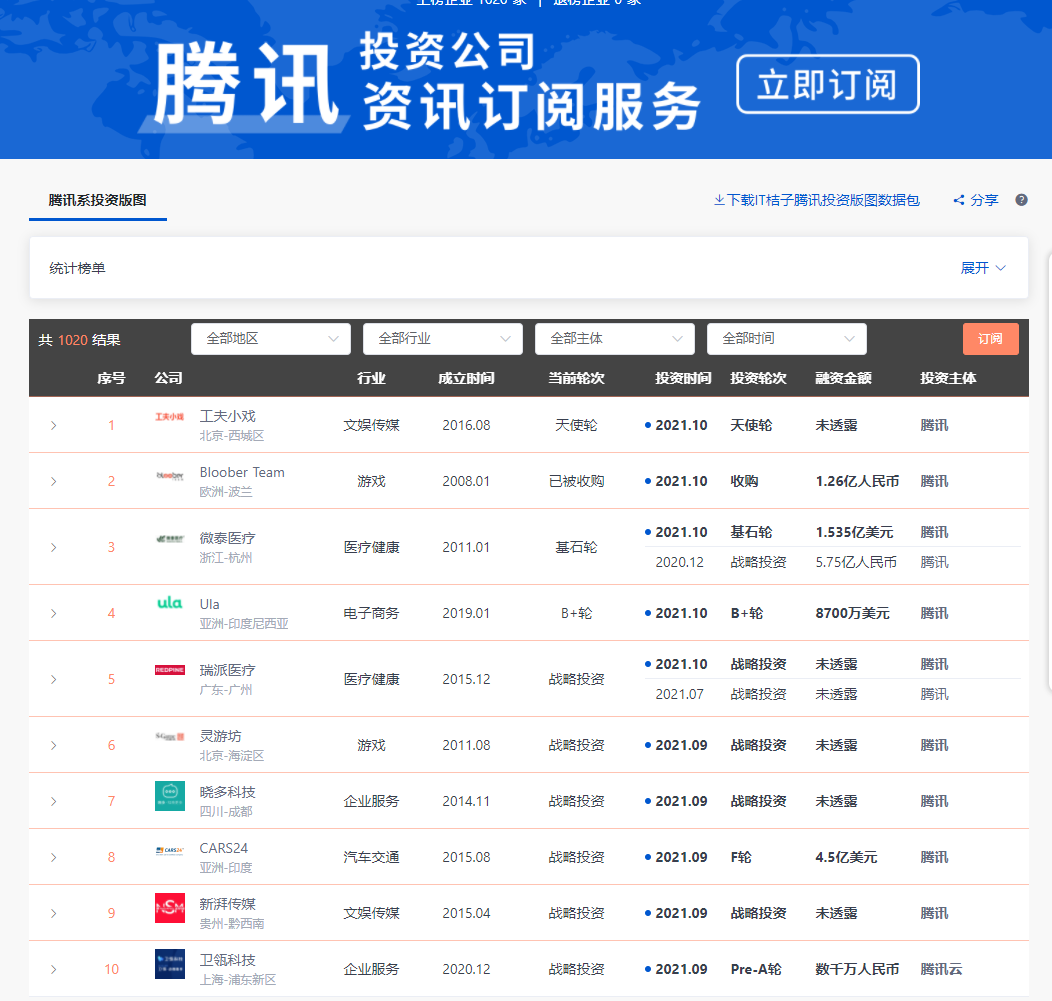 上榜企业 1020 家 | 退榜企业 0 家
腾讯 投资公司
资讯订阅服务
立即订阅
腾讯系投资版图
下载IT桔子腾讯投资版图数据包 分享 ?
统计榜单 展开
共 1020 结果 全部地区 全部行业 全部主体 全部时间 订阅
序号 公司 行业 成立时间 当前轮次 投资时间 投资轮次 融资金额 投资主体
1 工夫小戏 工夫小戏 文娱传媒 2016.08 天使轮 2021.10 天使轮 未透露 腾讯
北京-西城区
2 bloober Bloober Team 游戏 2008.01 已被收购 2021.10 收购 1.26亿人民币 腾讯
欧洲-波兰
3 微泰医疗 医疗健康 2011.01 基石轮 2021.10 基石轮 1.535亿美元 腾讯
浙江-杭州 2020.12 战略投资 5.75亿人民币 腾讯
4 ula Ula 电子商务 2019.01 B+轮 2021.10 B+轮 8700万美元 腾讯
亚洲-印度尼西亚
5 REDPINE 瑞派医疗 医疗健康 2015.12 战略投资 2021.10 战略投资 未透露 腾讯
广东-广州 2021.07 战略投资 未透露 腾讯
6 灵游坊 游戏 2011.08 战略投资 2021.09 战略投资 未透露 腾讯
北京-海淀区
7 晓多科技 企业服务 2014.11 战略投资 2021.09 战略投资 未透露 腾讯
四川-成都
8 CARS24 CARS24 汽车交通 2015.08 战略投资 2021.09 F轮 4.5亿美元 腾讯
亚洲-印度
9 NSM 新湃传媒 文娱传媒 2015.04 战略投资 2021.09 战略投资 未透露 腾讯
贵州-黔西南
10 卫瓴科技 企业服务 2020.12 战略投资 2021.09 Pre-A轮 数千万人民币 腾讯云
上海-浦东新区